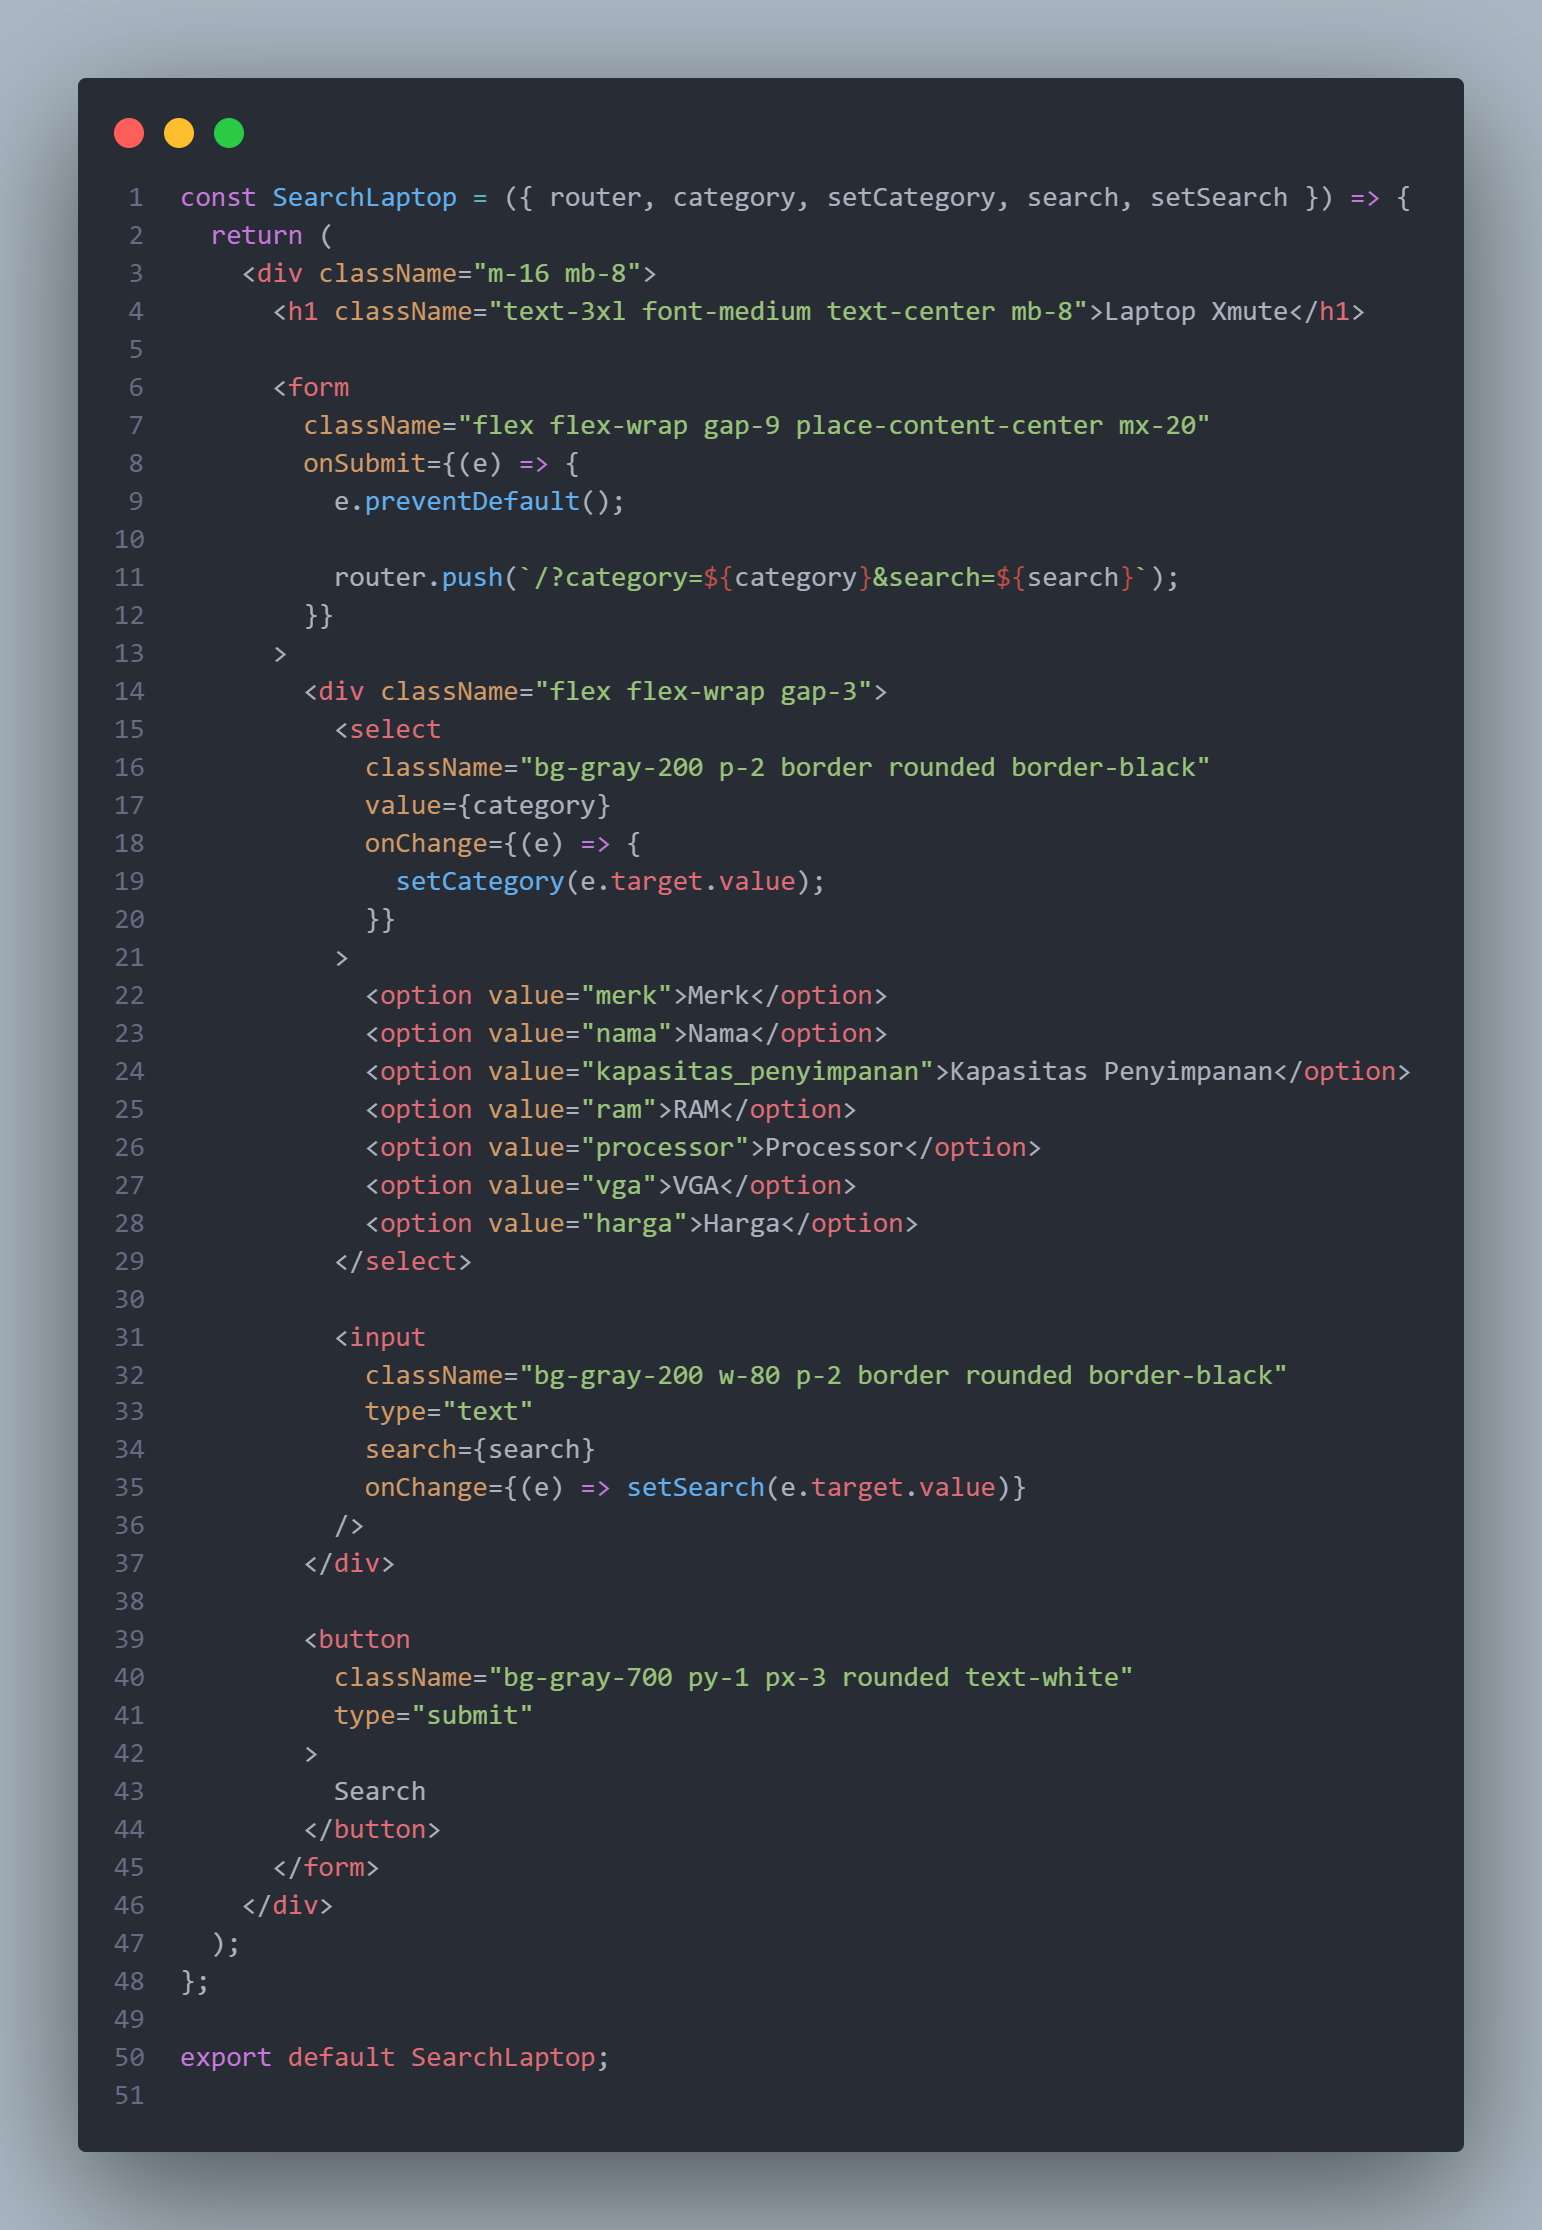 1 const SearchLaptop = ({ router, category, setCategory, search, setSearch }) => {
2   return (
3     <div className="m-16 mb-8">
4       <h1 className="text-3xl font-medium text-center mb-8">Laptop Xmute</h1>
5
6       <form
7         className="flex flex-wrap gap-9 place-content-center mx-20"
8         onSubmit={(e) => {
9           e.preventDefault();
10
11           router.push(`/?category=${category}&search=${search}`);
12         }}
13       >
14         <div className="flex flex-wrap gap-3">
15           <select
16             className="bg-gray-200 p-2 border rounded border-black"
17             value={category}
18             onChange={(e) => {
19               setCategory(e.target.value);
20             }}
21           >
22             <option value="merk">Merk</option>
23             <option value="nama">Nama</option>
24             <option value="kapasitas_penyimpanan">Kapasitas Penyimpanan</option>
25             <option value="ram">RAM</option>
26             <option value="processor">Processor</option>
27             <option value="vga">VGA</option>
28             <option value="harga">Harga</option>
29           </select>
30
31           <input
32             className="bg-gray-200 w-80 p-2 border rounded border-black"
33             type="text"
34             search={search}
35             onChange={(e) => setSearch(e.target.value)}
36           />
37         </div>
38
39         <button
40           className="bg-gray-700 py-1 px-3 rounded text-white"
41           type="submit"
42         >
43           Search
44         </button>
45       </form>
46     </div>
47   );
48 };
49
50 export default SearchLaptop;
51